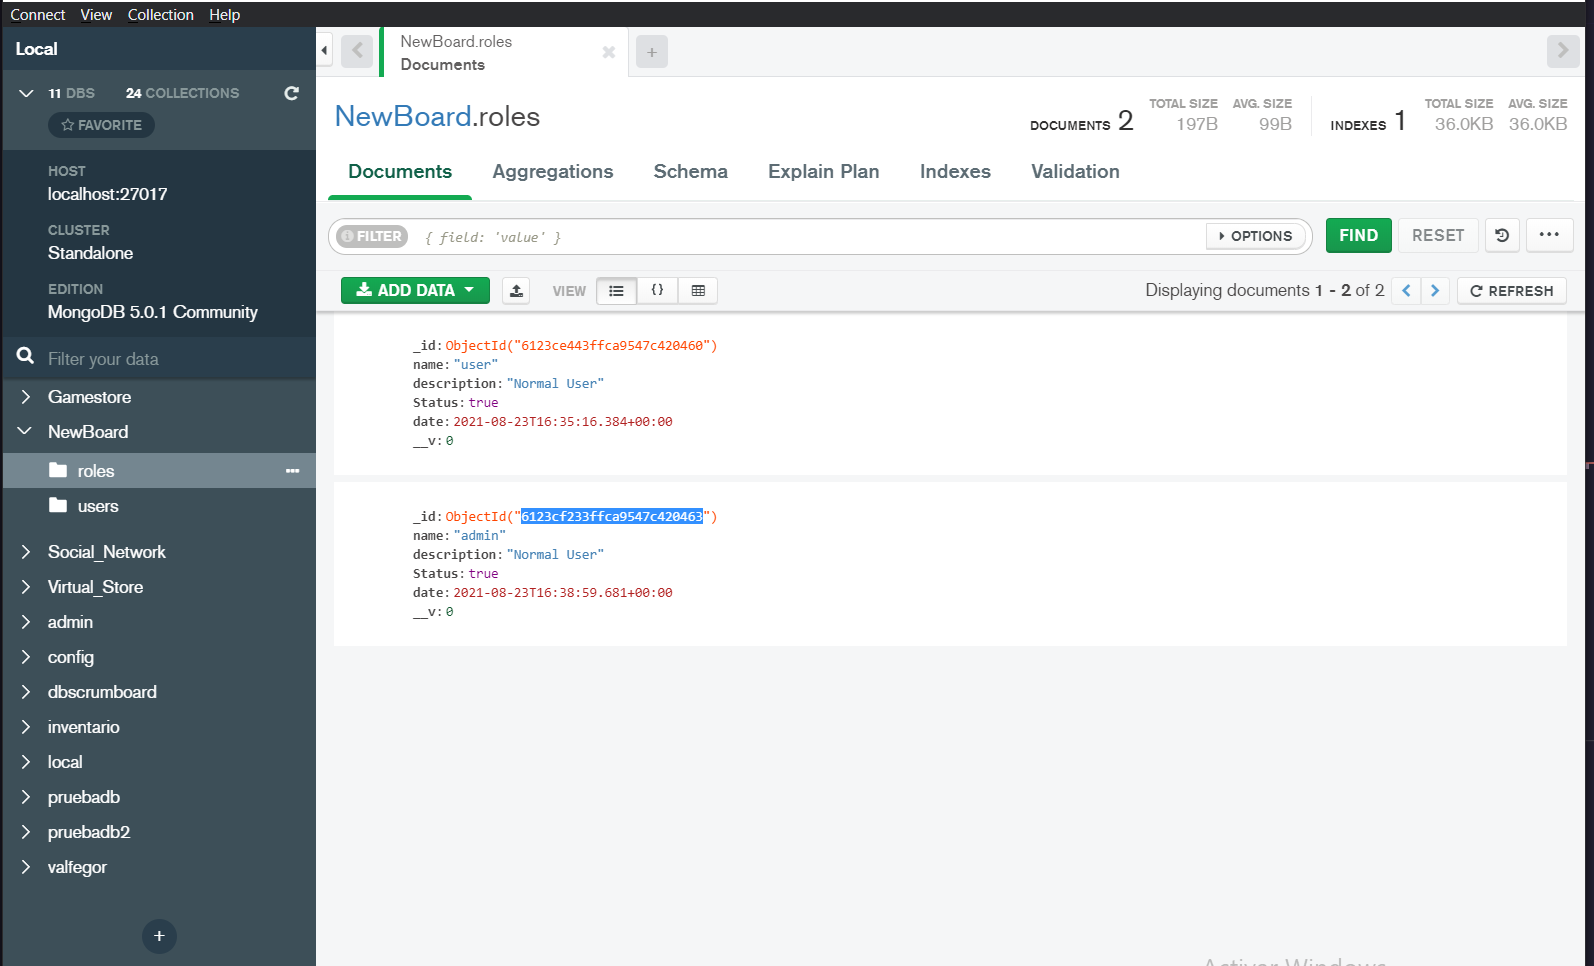 Connect View Collection Help
Local
11 DBS 24 COLLECTIONS
FAVORITE
HOST
localhost:27017
CLUSTER
Standalone
EDITION
MongoDB 5.0.1 Community
Filter your data
Gamestore
NewBoard
roles
users
Social_Network
Virtual_Store
admin
config
dbscrumboard
inventario
local
pruebadb
pruebadb2
valfegor
NewBoard.roles
Documents
NewBoard.roles
DOCUMENTS 2 TOTAL SIZE 197B AVG. SIZE 99B INDEXES 1 TOTAL SIZE 36.0KB AVG. SIZE 36.0KB
Documents Aggregations Schema Explain Plan Indexes Validation
FILTER { field: 'value' } OPTIONS FIND RESET ...
ADD DATA VIEW {} Displaying documents 1 - 2 of 2 REFRESH
_id: ObjectId("6123ce443ffca9547c420460")
name: "user"
description: "Normal User"
Status: true
date: 2021-08-23T16:35:16.384+00:00
__v: 0
_id: ObjectId("6123cf233ffca9547c420463")
name: "admin"
description: "Normal User"
Status: true
date: 2021-08-23T16:38:59.681+00:00
__v: 0
Activar Windows